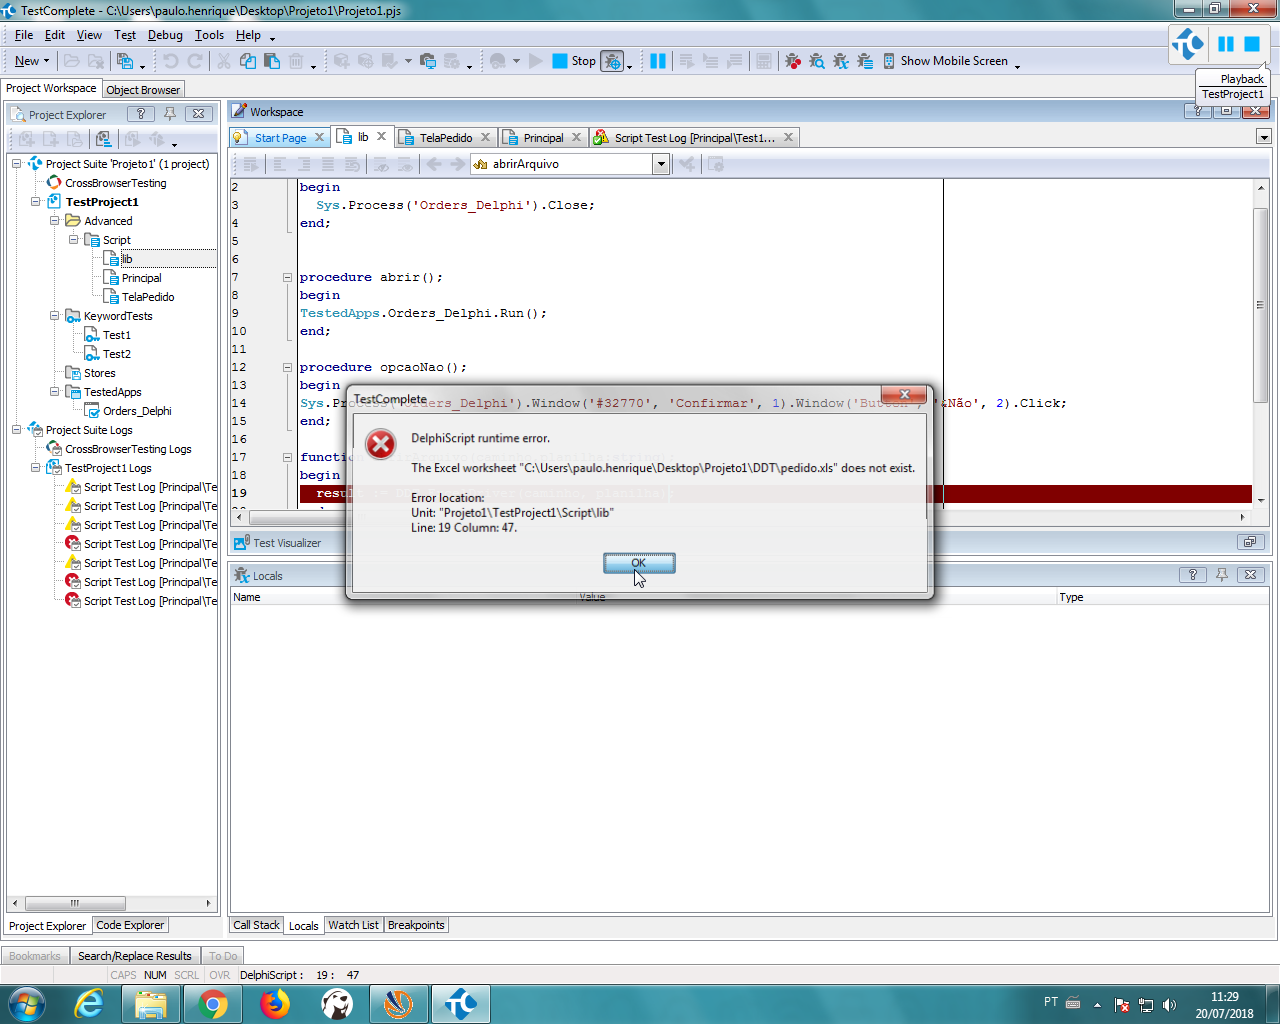 TestComplete - C:\Users\paulo.henrique\Desktop\Projeto1\Projeto1.pjs
File Edit View Test Debug Tools Help
New Stop Show Mobile Screen
Playback
TestProject1
Project Workspace Object Browser
Project Explorer
Workspace
Start Page lib TelaPedido Principal Script Test Log [Principal\Test1...
abrirArquivo
Project Suite 'Projeto1' (1 project)
CrossBrowserTesting
TestProject1
Advanced
Script
lib
Principal
TelaPedido
KeywordTests
Test1
Test2
Stores
TestedApps
Orders_Delphi
Project Suite Logs
CrossBrowserTesting Logs
TestProject1 Logs
Script Test Log [Principal\Te
Script Test Log [Principal\Te
Script Test Log [Principal\Te
Script Test Log [Principal\Te
Script Test Log [Principal\Te
Script Test Log [Principal\Te
Script Test Log [Principal\Te
2 begin
3 Sys.Process('Orders_Delphi').Close;
4 end;
5
6
7 procedure abrir();
8 begin
9 TestedApps.Orders_Delphi.Run();
10 end;
11
12 procedure opcaoNao();
13 begin
14 Sys.Process('Orders_Delphi').Window('#32770', 'Confirmar', 1).Window('Button', '&Não', 2).Click;
15 end;
16
17
18 begin
19
TestComplete
DelphiScript runtime error.
The Excel worksheet "C:\Users\paulo.henrique\Desktop\Projeto1\DDT\pedido.xls" does not exist.
Error location:
Unit: "Projeto1\TestProject1\Script\lib"
Line: 19 Column: 47.
OK
Test Visualizer
Locals
Name Value Type
Project Explorer Code Explorer
Call Stack Locals Watch List Breakpoints
Bookmarks Search/Replace Results To Do
CAPS NUM SCRL OVR DelphiScript : 19 : 47
PT
11:29
20/07/2018